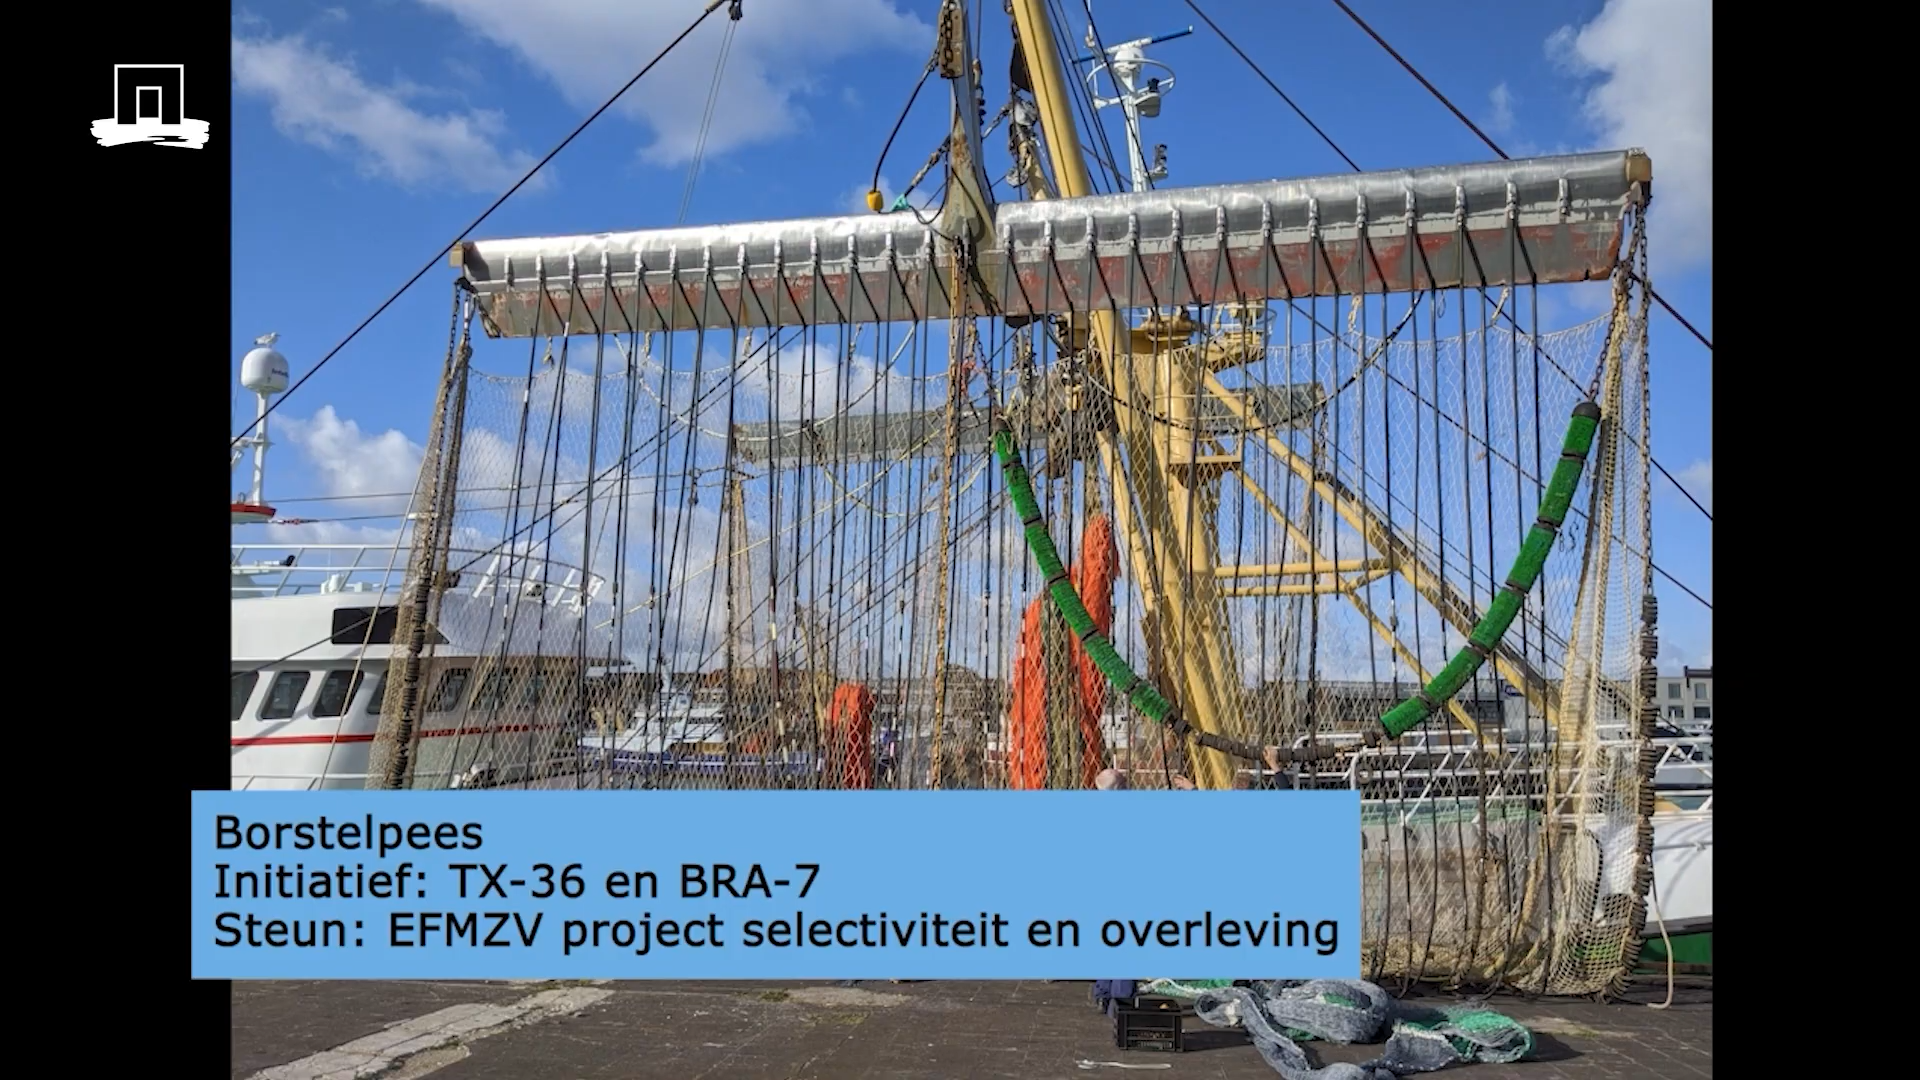 Borstelpees
Initiatief: TX-36 en BRA-7
Steun: EFMZV project selectiviteit en overleving